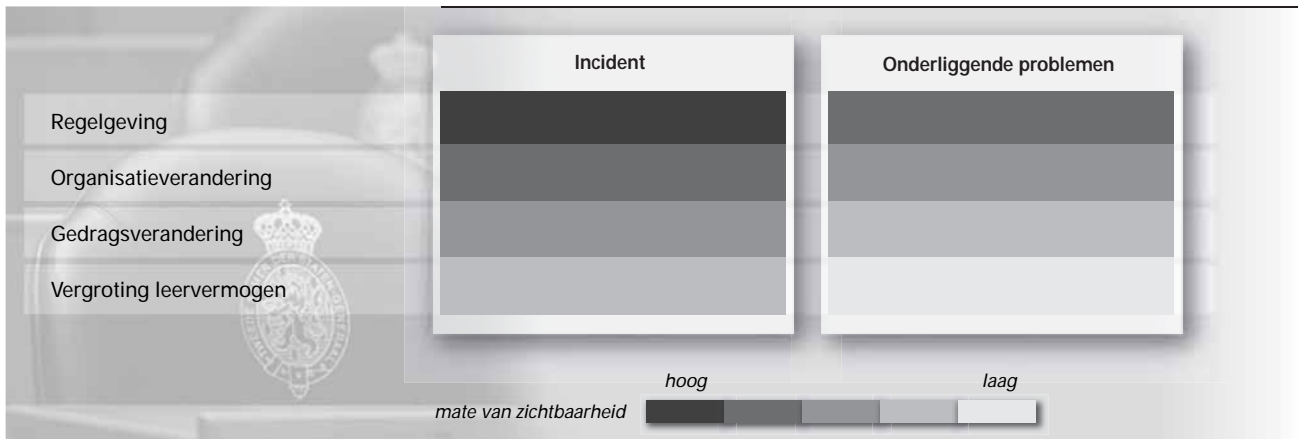 Incident
Onderliggende problemen
Regelgeving
Organisatieverandering
Gedragsverandering
Vergroting leervermogen
hoog
laag
mate van zichtbaarheid